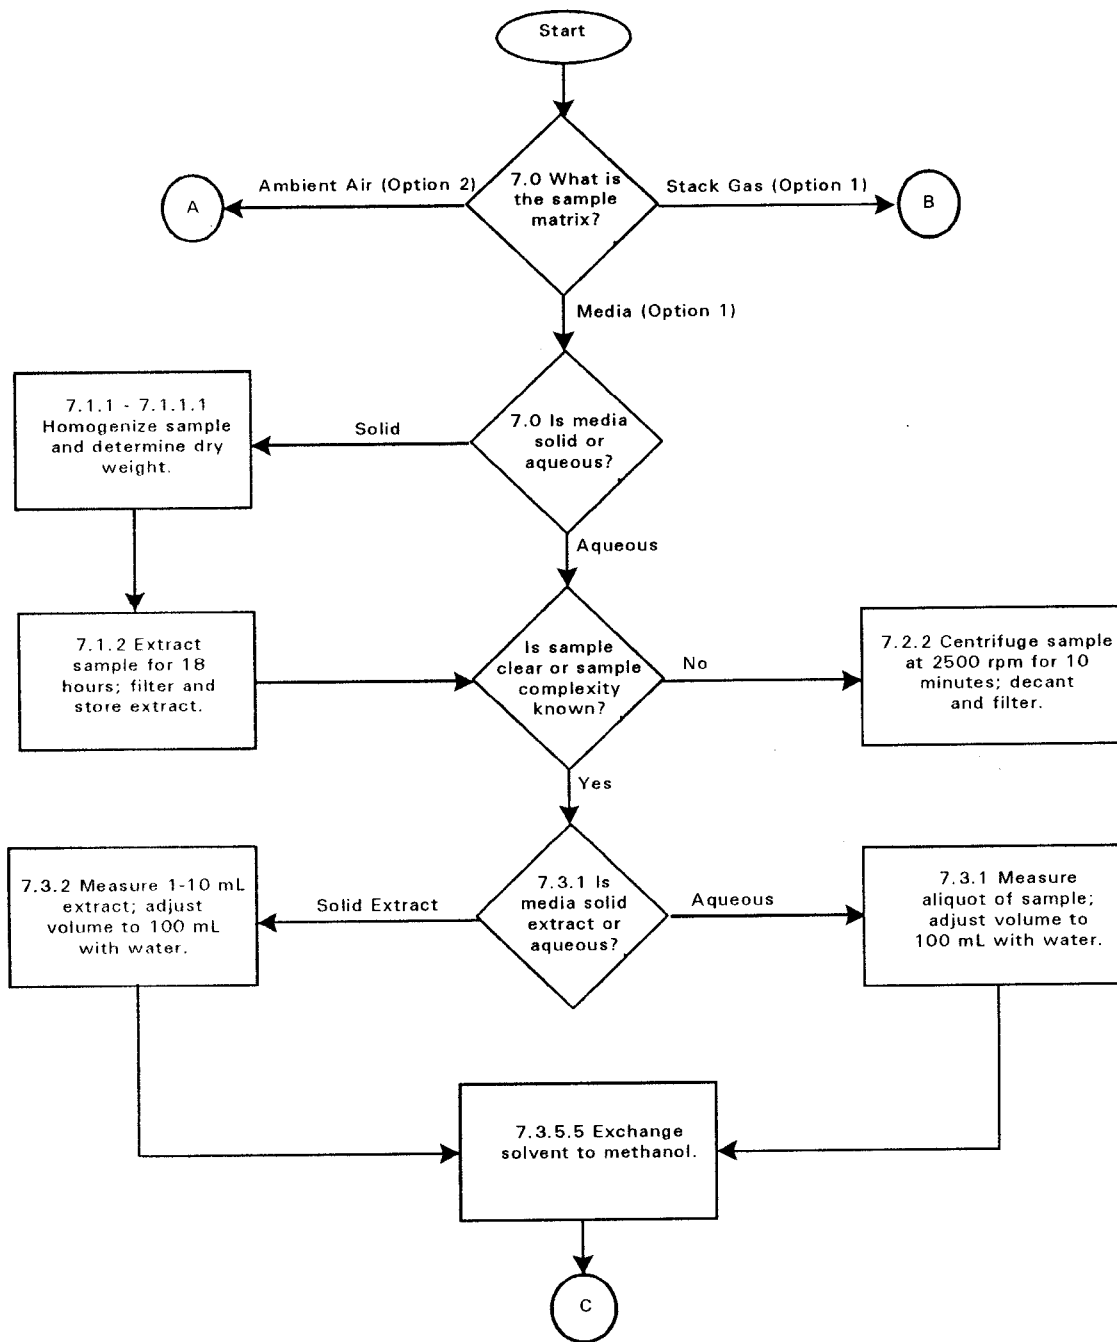 Start
7.0 What is
the sample
matrix?
Ambient Air (Option 2)
A
Stack Gas (Option 1)
B
Media (Option 1)
7.0 Is media
solid or
aqueous?
Solid
7.1.1 - 7.1.1.1
Homogenize sample
and determine dry
weight.
Aqueous
7.1.2 Extract
sample for 18
hours; filter and
store extract.
Is sample
clear or sample
complexity
known?
No
7.2.2 Centrifuge sample
at 2500 rpm for 10
minutes; decant
and filter.
Yes
7.3.1 Is
media solid
extract or
aqueous?
Solid Extract
7.3.2 Measure 1-10 mL
extract; adjust
volume to 100 mL
with water.
Aqueous
7.3.1 Measure
aliquot of sample;
adjust volume to
100 mL with water.
7.3.5.5 Exchange
solvent to methanol.
C